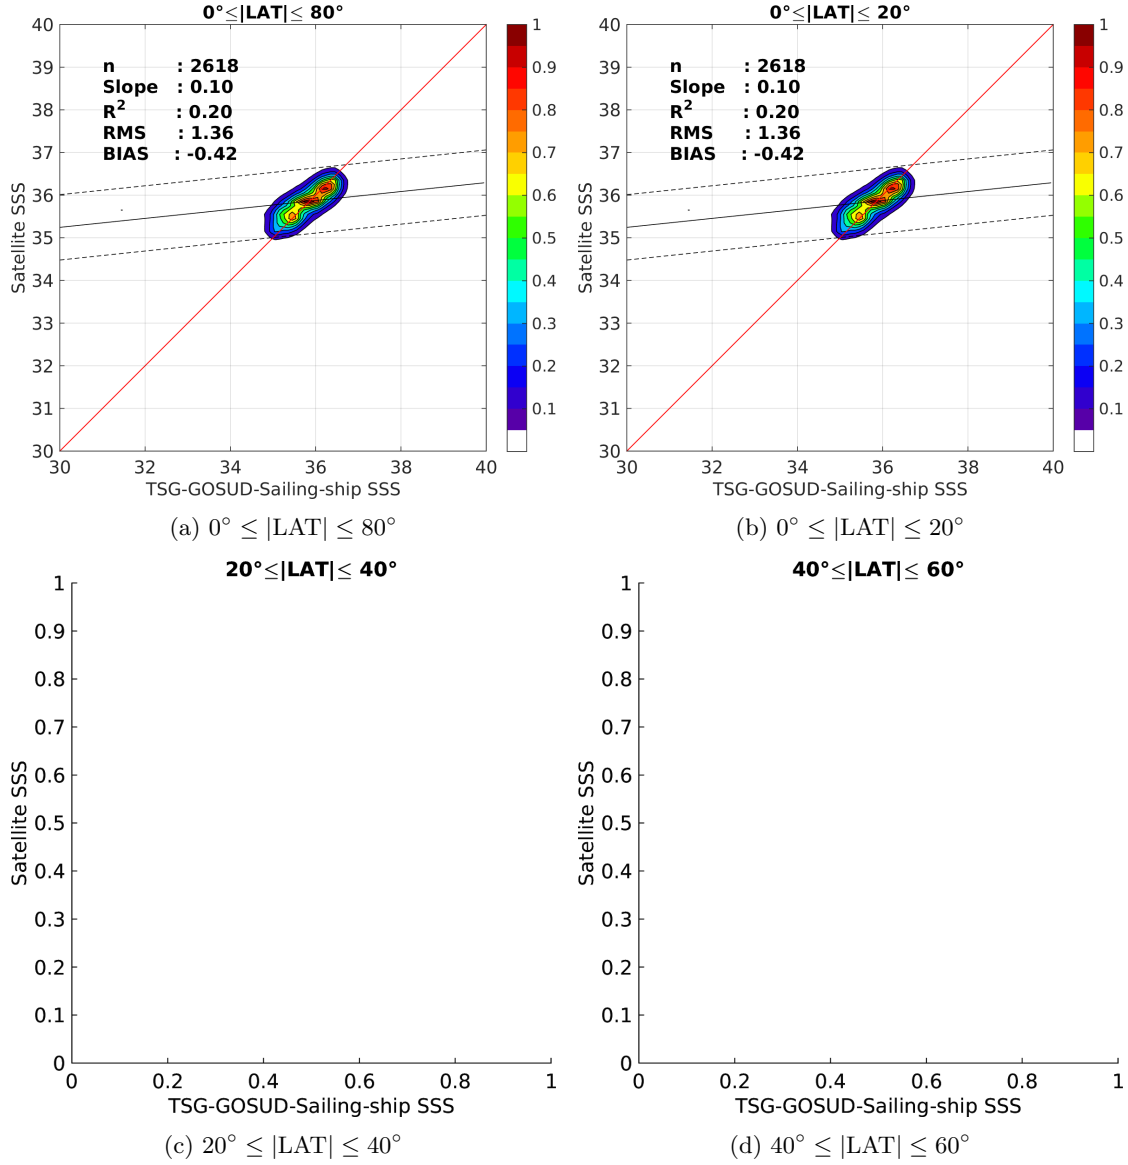 0°≤|LAT|≤ 80°
40
39
38
37
36
35
34
33
32
31
30
n : 2618
Slope : 0.10
R2 : 0.20
RMS : 1.36
BIAS : -0.42
Satellite SSS
30 32 34 36 38 40
TSG-GOSUD-Sailing-ship SSS
1
0.9
0.8
0.7
0.6
0.5
0.4
0.3
0.2
0.1
(a) 0° ≤ |LAT| ≤ 80°
0°≤|LAT|≤ 20°
40
39
38
37
36
35
34
33
32
31
30
n : 2618
Slope : 0.10
R2 : 0.20
RMS : 1.36
BIAS : -0.42
Satellite SSS
30 32 34 36 38 40
TSG-GOSUD-Sailing-ship SSS
1
0.9
0.8
0.7
0.6
0.5
0.4
0.3
0.2
0.1
(b) 0° ≤ |LAT| ≤ 20°
20°≤|LAT|≤ 40°
1
0.9
0.8
0.7
0.6
0.5
0.4
0.3
0.2
0.1
0
Satellite SSS
0 0.2 0.4 0.6 0.8 1
TSG-GOSUD-Sailing-ship SSS
(c) 20° ≤ |LAT| ≤ 40°
40°≤|LAT|≤ 60°
1
0.9
0.8
0.7
0.6
0.5
0.4
0.3
0.2
0.1
0
Satellite SSS
0 0.2 0.4 0.6 0.8 1
TSG-GOSUD-Sailing-ship SSS
(d) 40° ≤ |LAT| ≤ 60°